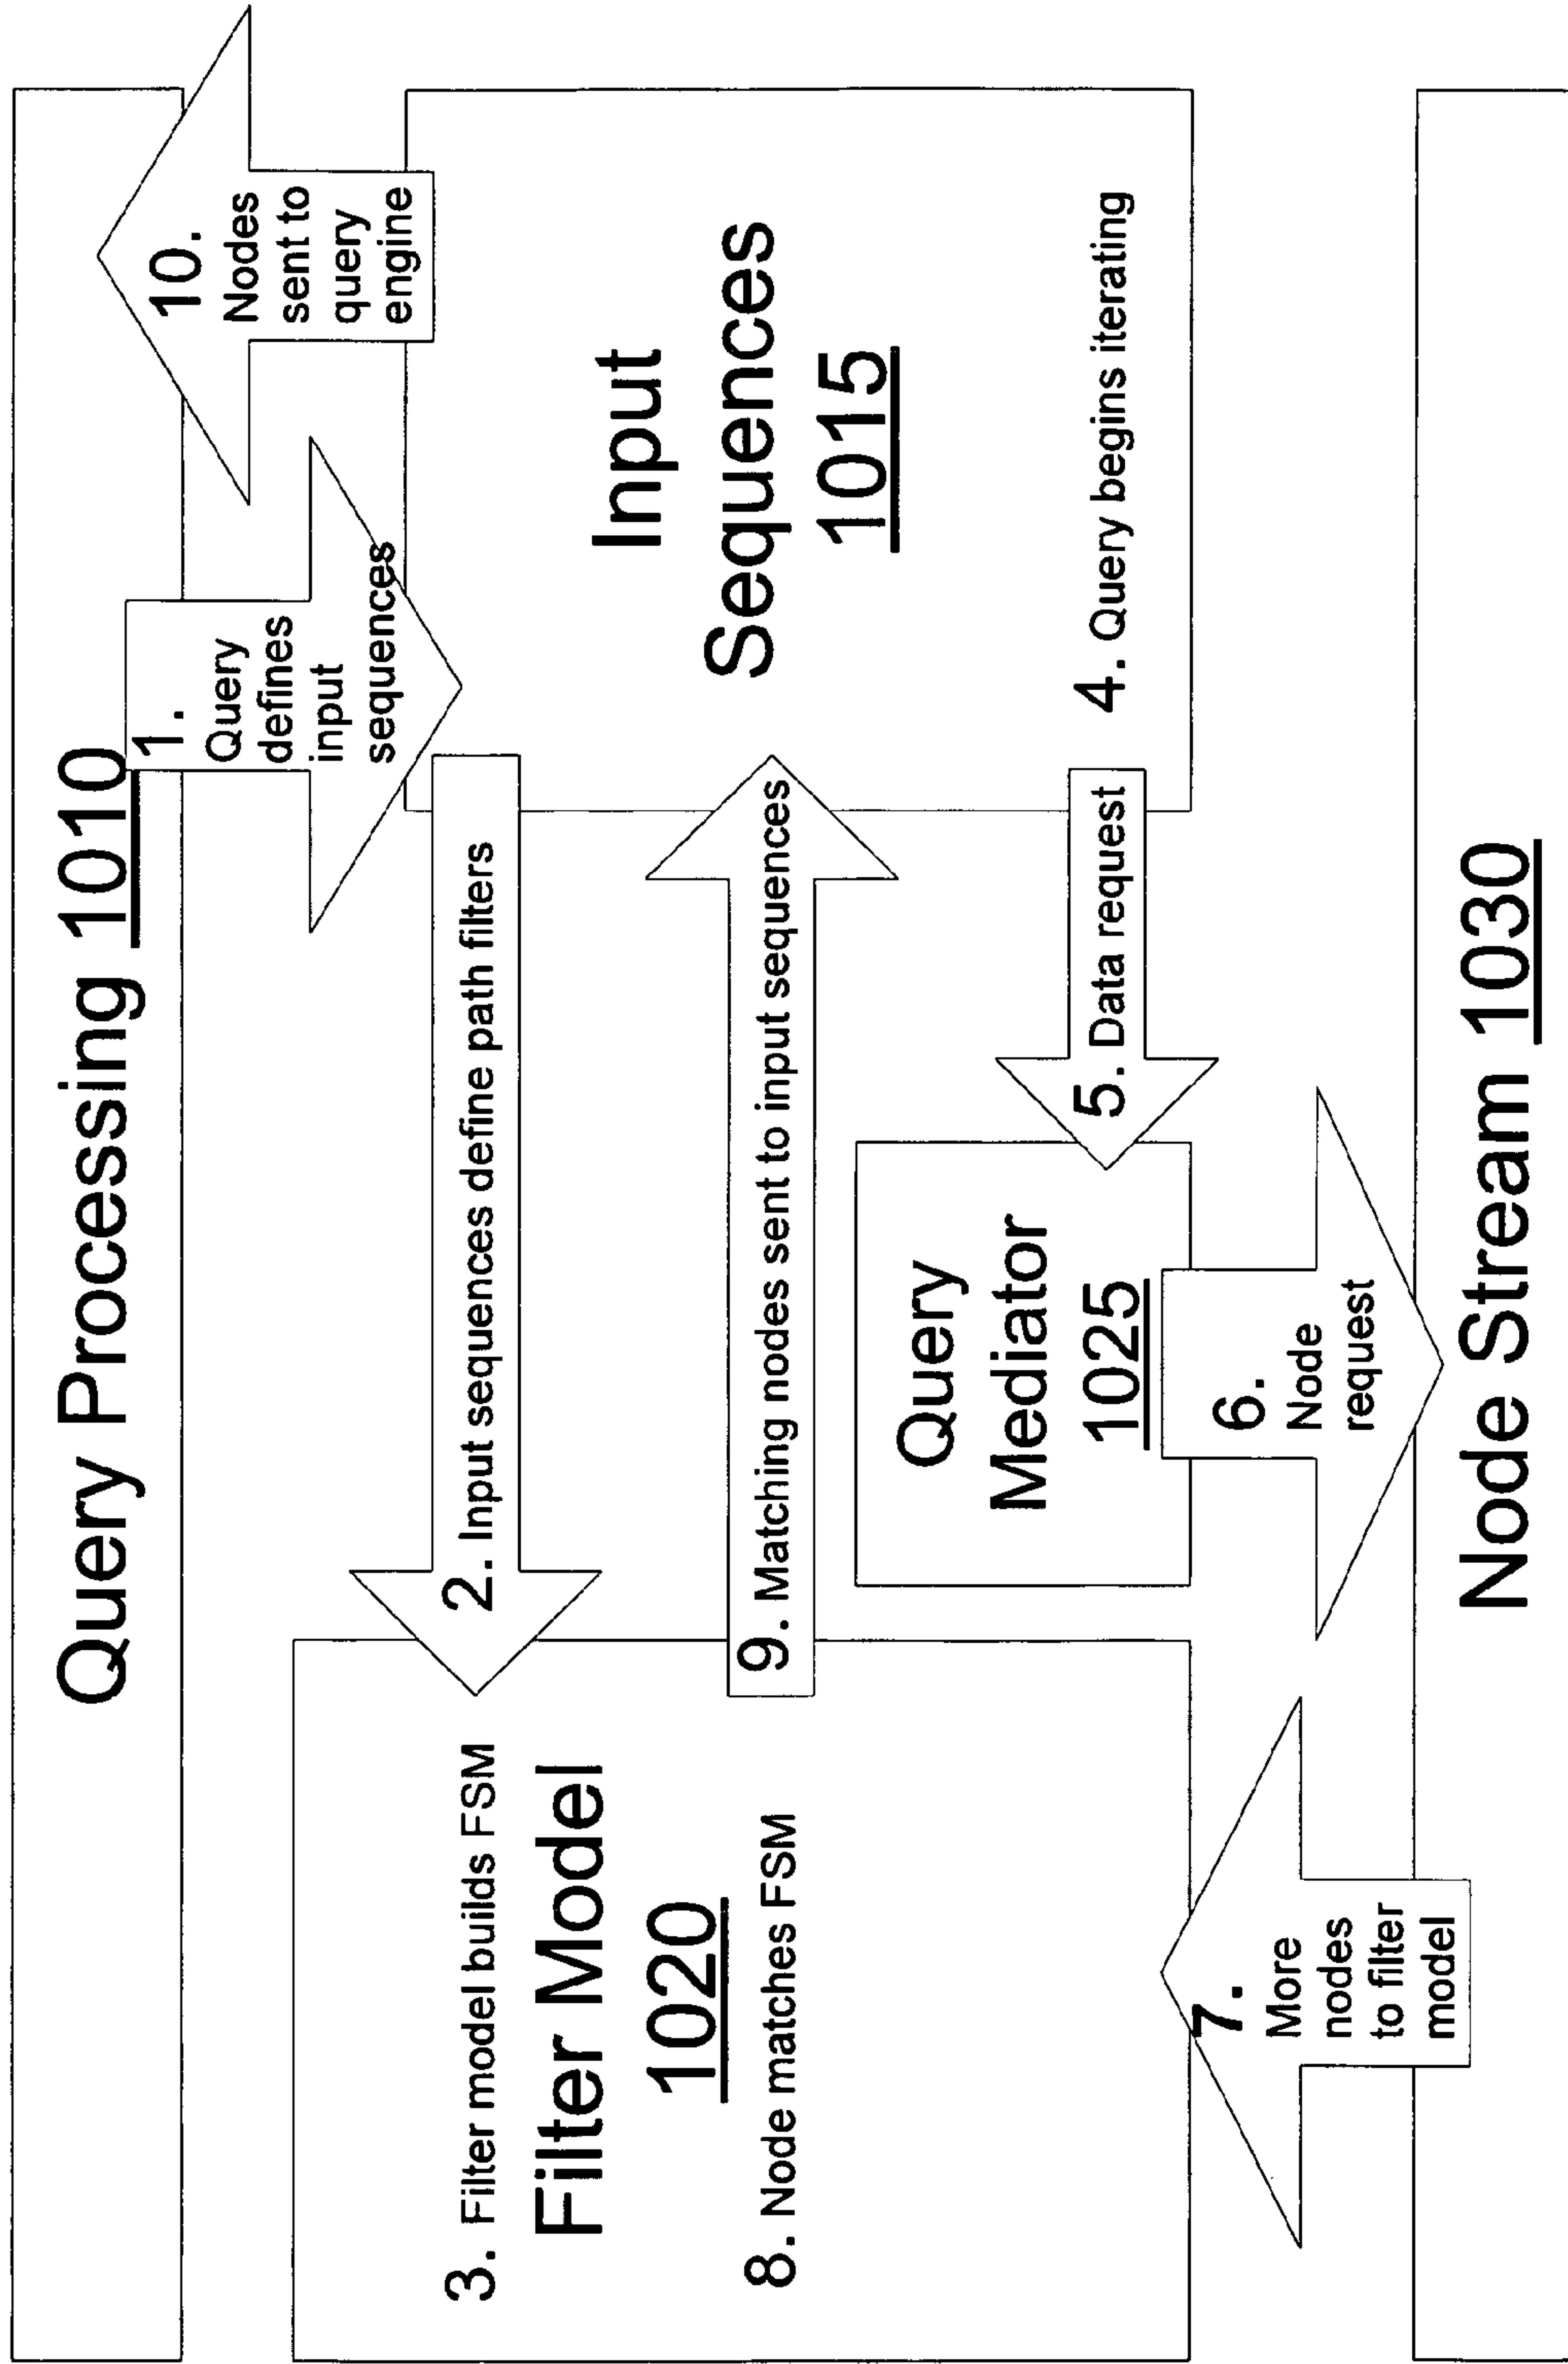 Query Processing 1010
1.
Query
defines
input
sequences
10.
Nodes
sent to
query
engine
2. Input sequences define path filters
3. Filter model builds FSM
Filter Model
1020
8. Node matches FSM
9. Matching nodes sent to input sequences
Input
Sequences
1015
4. Query begins iterating
5. Data request
Query
Mediator
1025
6.
Node
request
7.
More
nodes
to filter
model
Node Stream 1030